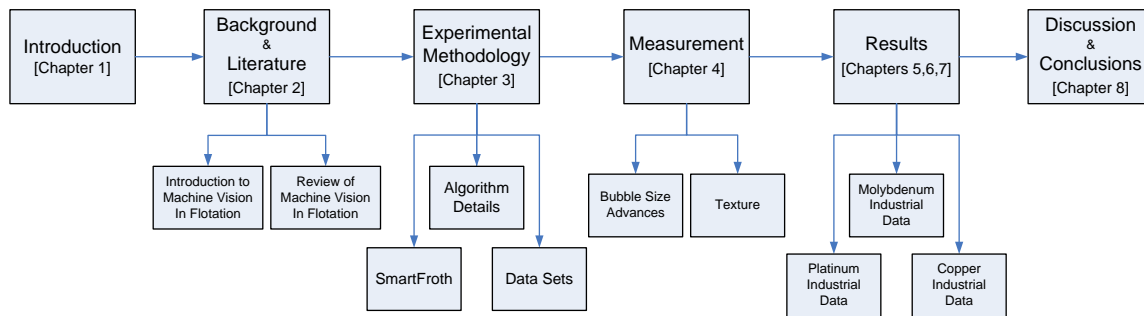 Introduction
[Chapter 1]
Background
&
Literature
[Chapter 2]
Experimental
Methodology
[Chapter 3]
Measurement
[Chapter 4]
Results
[Chapters 5,6,7]
Discussion
&
Conclusions
[Chapter 8]
Introduction to
Machine Vision
In Flotation
Review of
Machine Vision
In Flotation
SmartFroth
Algorithm
Details
Data Sets
Bubble Size
Advances
Texture
Platinum
Industrial
Data
Molybdenum
Industrial
Data
Copper
Industrial
Data